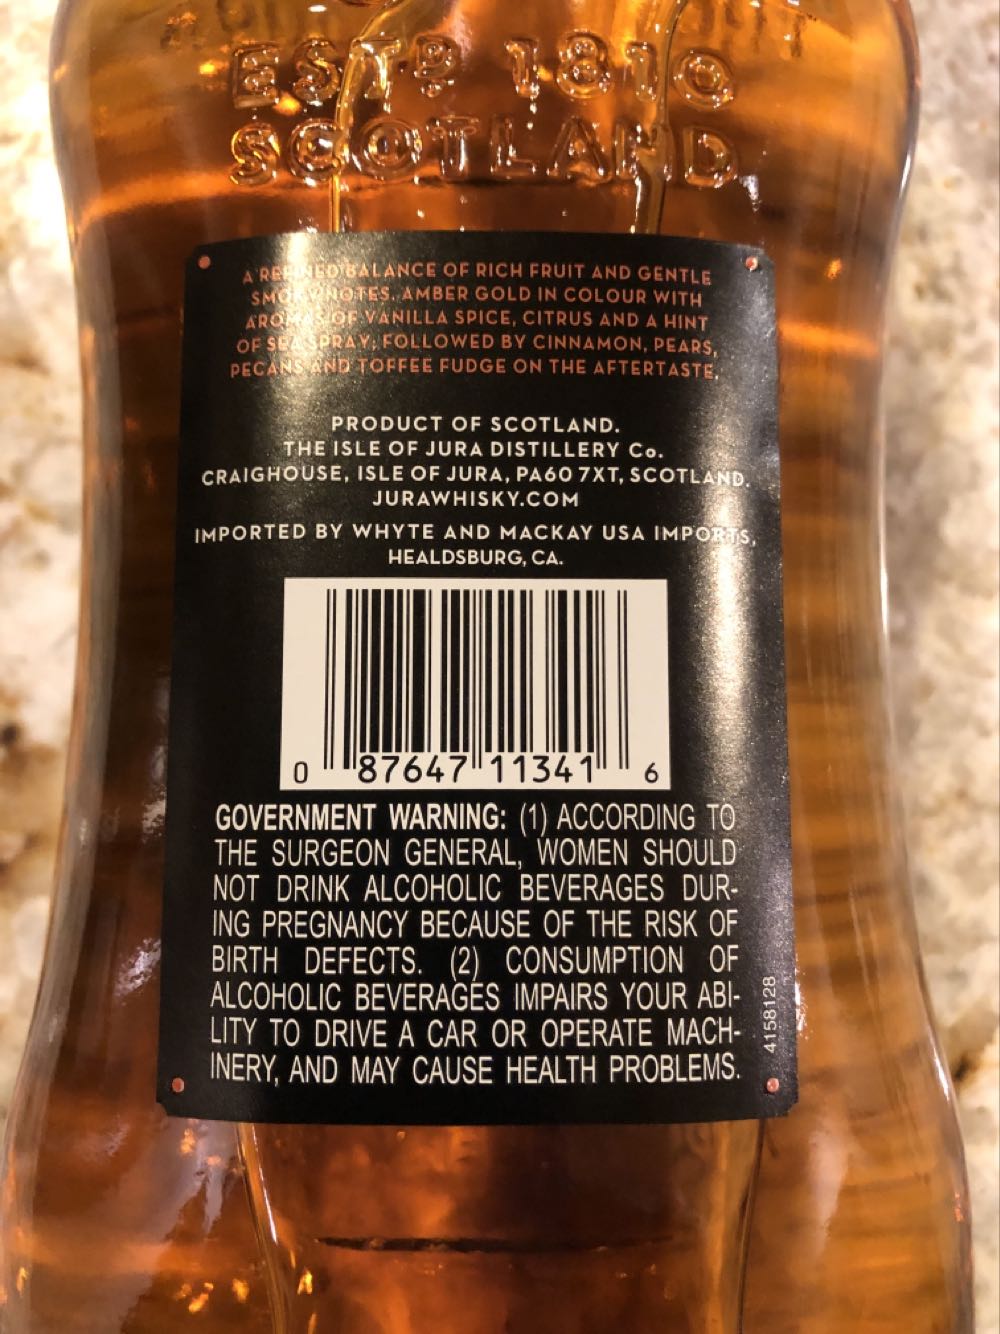 ESTD 1810
SCOTLAND
A REFINED BALANCE OF RICH FRUIT AND GENTLE
SMOKY NOTES. AMBER GOLD IN COLOUR WITH
AROMAS OF VANILLA SPICE, CITRUS AND A HINT
OF SEA SPRAY; FOLLOWED BY CINNAMON, PEARS,
PECANS AND TOFFEE FUDGE ON THE AFTERTASTE.
PRODUCT OF SCOTLAND.
THE ISLE OF JURA DISTILLERY Co.
CRAIGHOUSE, ISLE OF JURA, PA60 7XT, SCOTLAND.
JURAWHISKY.COM
IMPORTED BY WHYTE AND MACKAY USA IMPORTS,
HEALDSBURG, CA.
0 87647 11341 6
GOVERNMENT WARNING: (1) ACCORDING TO
THE SURGEON GENERAL, WOMEN SHOULD
NOT DRINK ALCOHOLIC BEVERAGES DUR-
ING PREGNANCY BECAUSE OF THE RISK OF
BIRTH DEFECTS. (2) CONSUMPTION OF
ALCOHOLIC BEVERAGES IMPAIRS YOUR ABI-
LITY TO DRIVE A CAR OR OPERATE MACH-
INERY, AND MAY CAUSE HEALTH PROBLEMS.
4158128